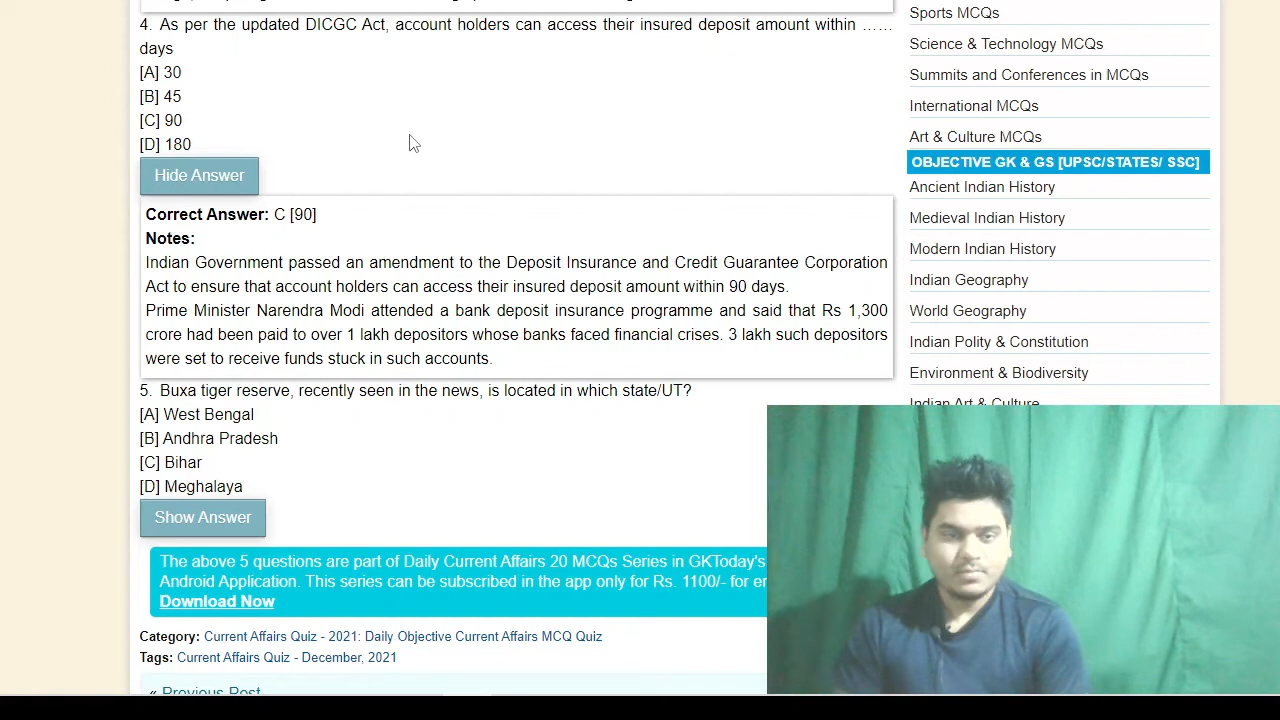 4. As per the updated DICGC Act, account holders can access their insured deposit amount within ……
days
[A] 30
[B] 45
[C] 90
[D] 180
Hide Answer
Correct Answer: C [90]
Notes:
Indian Government passed an amendment to the Deposit Insurance and Credit Guarantee Corporation
Act to ensure that account holders can access their insured deposit amount within 90 days.
Prime Minister Narendra Modi attended a bank deposit insurance programme and said that Rs 1,300
crore had been paid to over 1 lakh depositors whose banks faced financial crises. 3 lakh such depositors
were set to receive funds stuck in such accounts.
5. Buxa tiger reserve, recently seen in the news, is located in which state/UT?
[A] West Bengal
[B] Andhra Pradesh
[C] Bihar
[D] Meghalaya
Show Answer
The above 5 questions are part of Daily Current Affairs 20 MCQs Series in GKToday's
Android Application. This series can be subscribed in the app only for Rs. 1100/- for
Download Now
Category: Current Affairs Quiz - 2021: Daily Objective Current Affairs MCQ Quiz
Tags: Current Affairs Quiz - December, 2021
« Previous Post
Sports MCQs
Science & Technology MCQs
Summits and Conferences in MCQs
International MCQs
Art & Culture MCQs
OBJECTIVE GK & GS [UPSC/STATES/ SSC]
Ancient Indian History
Medieval Indian History
Modern Indian History
Indian Geography
World Geography
Indian Polity & Constitution
Environment & Biodiversity
Indian Art & Culture